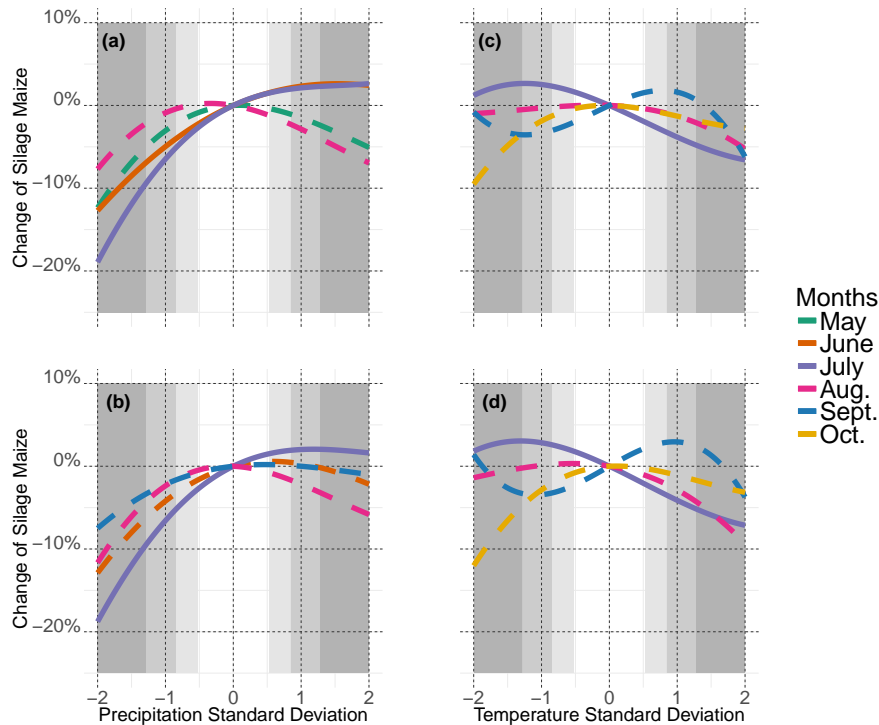 10%
0%
−10%
−20%
Change of Silage Maize
(a)
(c)
10%
0%
−10%
−20%
Change of Silage Maize
(b)
(d)
−2 −1 0 1 2
Precipitation Standard Deviation
−2 −1 0 1 2
Temperature Standard Deviation
Months
May
June
July
Aug.
Sept.
Oct.